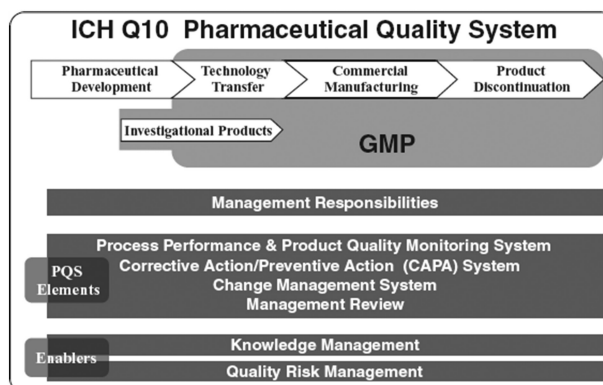 ICH Q10  Pharmaceutical Quality System
Pharmaceutical
Development
Technology
Transfer
Commercial
Manufacturing
Product
Discontinuation
Investigational Products
GMP
Management Responsibilities
PQS
Elements
Process Performance & Product Quality Monitoring System
Corrective Action/Preventive Action  (CAPA) System
Change Management System
Management Review
Enablers
Knowledge Management
Quality Risk Management